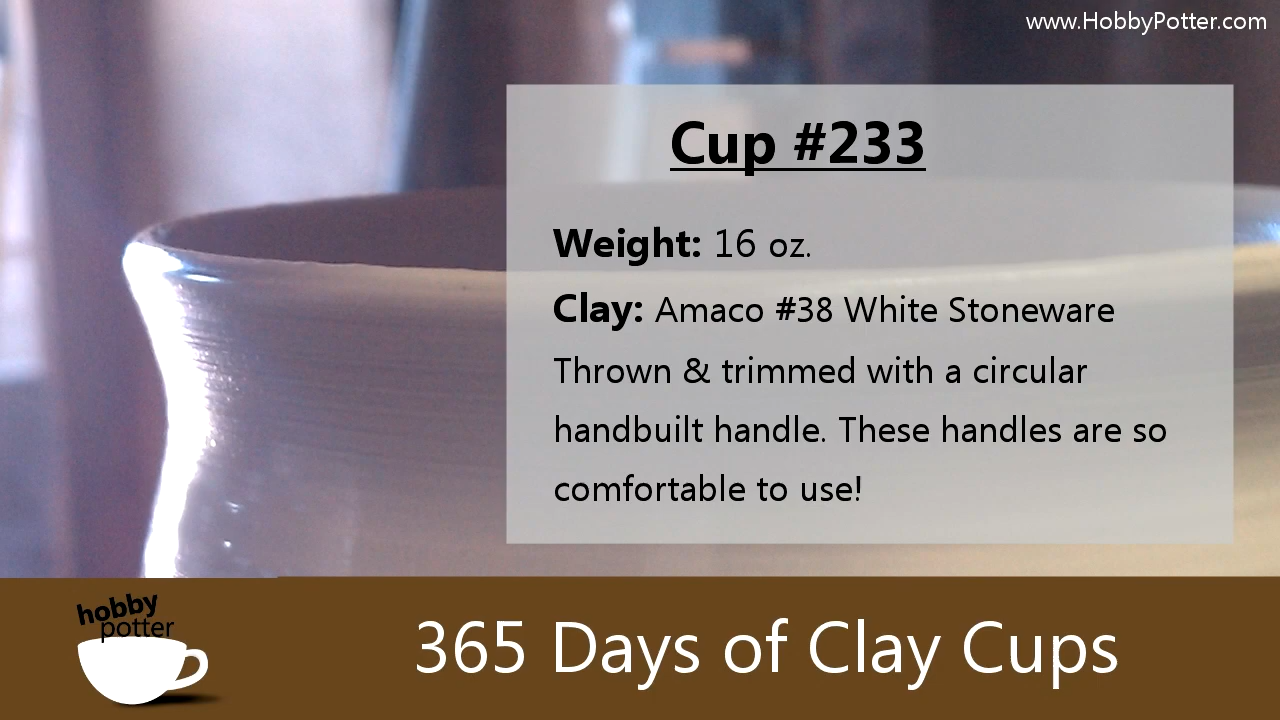 www.HobbyPotter.com
Cup #233
Weight: 16 oz.
Clay: Amaco #38 White Stoneware
Thrown & trimmed with a circular
handbuilt handle. These handles are so
comfortable to use!
hobby
potter
365 Days of Clay Cups